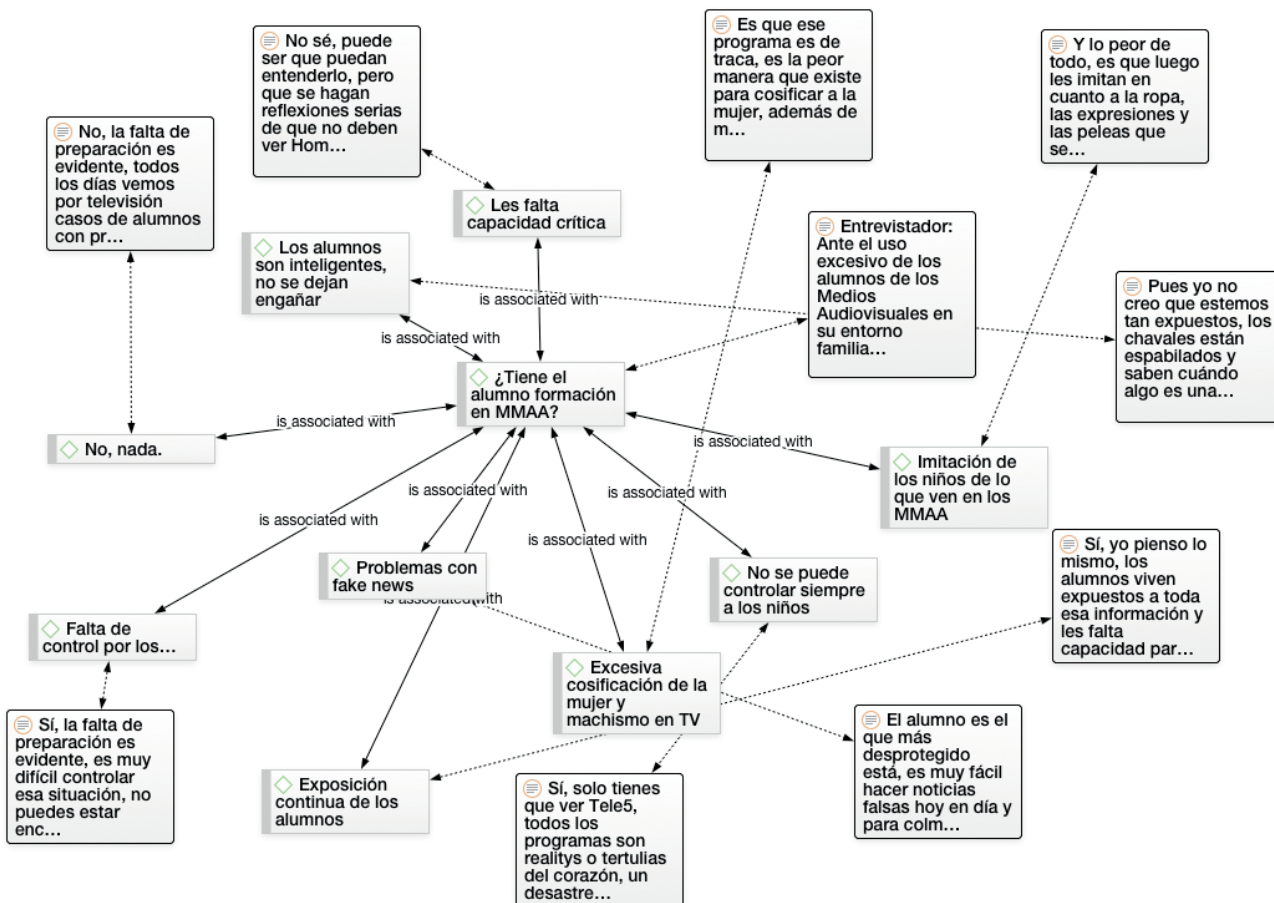 No sé, puede
ser que puedan
entenderlo, pero
que se hagan
reflexiones serias
de que no deben
ver Hom...
Es que ese
programa es de
traca, es la peor
manera que existe
para cosificar a la
mujer, además de
m...
Y lo peor de
todo, es que luego
les imitan en
cuanto a la ropa,
las expresiones y
las peleas que
se...
No, la falta de
preparación es
evidente, todos
los días vemos
por televisión
casos de alumnos
con pr...
Les falta
capacidad crítica
Los alumnos
son inteligentes,
no se dejan
engañar
Entrevistador:
Ante el uso
excesivo de los
alumnos de los
Medios
Audiovisuales en
su entorno
familia...
Pues yo no
creo que estemos
tan expuestos, los
chavales están
espabilados y
saben cuándo
algo es una...
is associated with
is associated with
¿Tiene el
alumno formación
en MMAA?
is associated with
No, nada.
is associated with
Imitación de
los niños de lo
que ven en los
MMAA
is associated with
is associated with
is associated with
is associated with
Problemas con
fake news
is associated with
No se puede
controlar siempre
a los niños
Sí, yo pienso lo
mismo, los
alumnos viven
expuestos a toda
esa información y
les falta
capacidad par...
Falta de
control por los...
Excesiva
cosificación de la
mujer y
machismo en TV
Sí, la falta de
preparación es
evidente, es muy
difícil controlar
esa situación, no
puedes estar
enc...
Exposición
continua de los
alumnos
Sí, solo tienes
que ver Tele5,
todos los
programas son
realitys o tertulias
del corazón, un
desastre...
El alumno es el
que más
desprotegido
está, es muy fácil
hacer noticias
falsas hoy en día y
para colm...